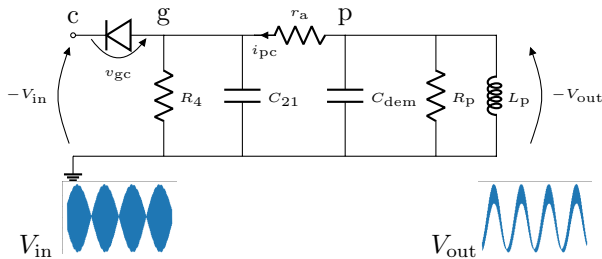 c
g
r_a
p
v_gc
i_pc
-V_in
R_4
C_21
C_dem
R_p
L_p
-V_out
V_in
V_out